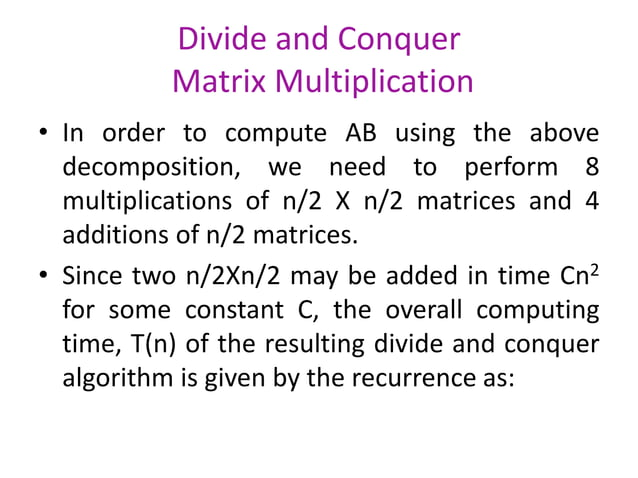 Divide and Conquer
Matrix Multiplication
• In order to compute AB using the above
decomposition, we need to perform 8
multiplications of n/2 X n/2 matrices and 4
additions of n/2 matrices.
• Since two n/2Xn/2 may be added in time Cn²
for some constant C, the overall computing
time, T(n) of the resulting divide and conquer
algorithm is given by the recurrence as: